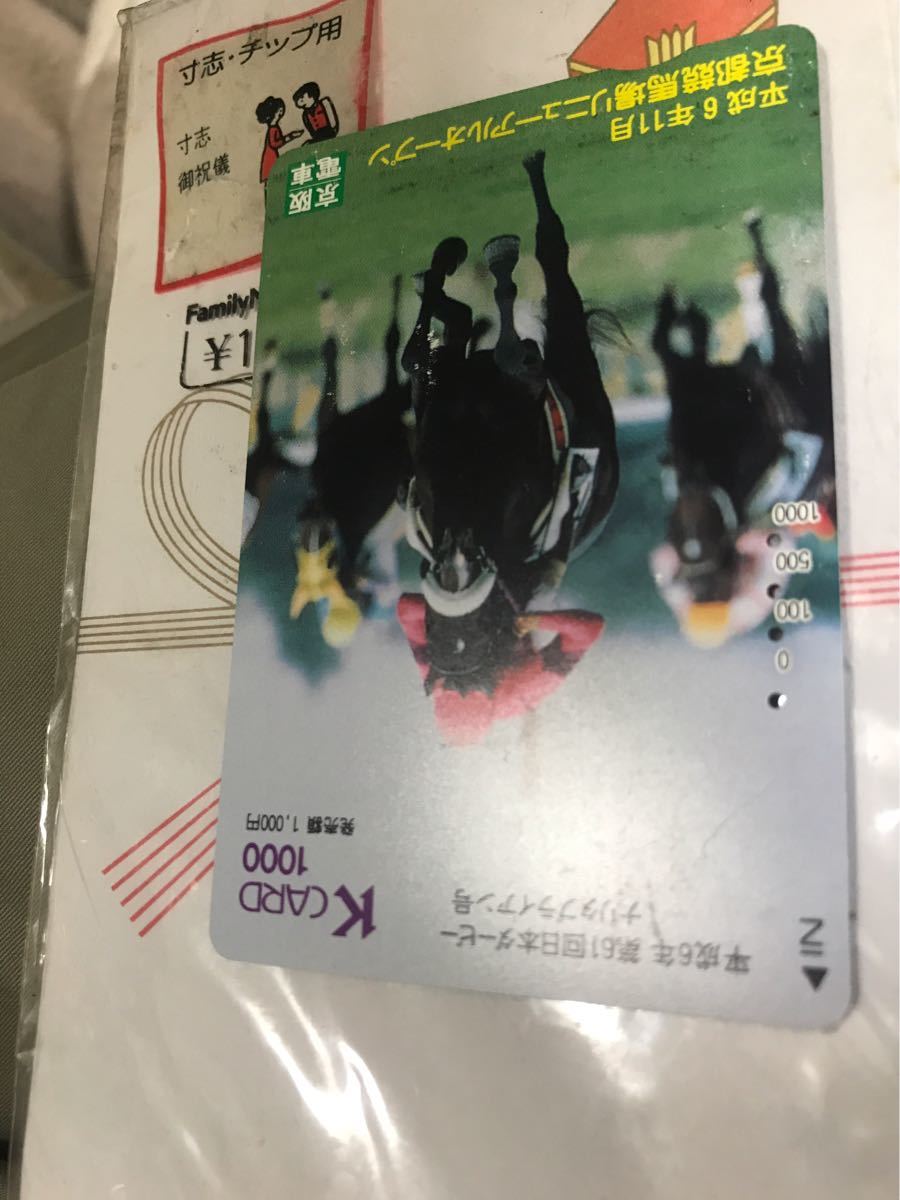 寸志・チップ用
寸志
御祝儀
Family
¥1
平成6年 第61回日本ダービー
ナリタブライアン号
K CARD
1000
発売額 1,000円
IN
0
100
500
1000
京阪
電車
平成6年11月
京都競馬場リニューアルオープン